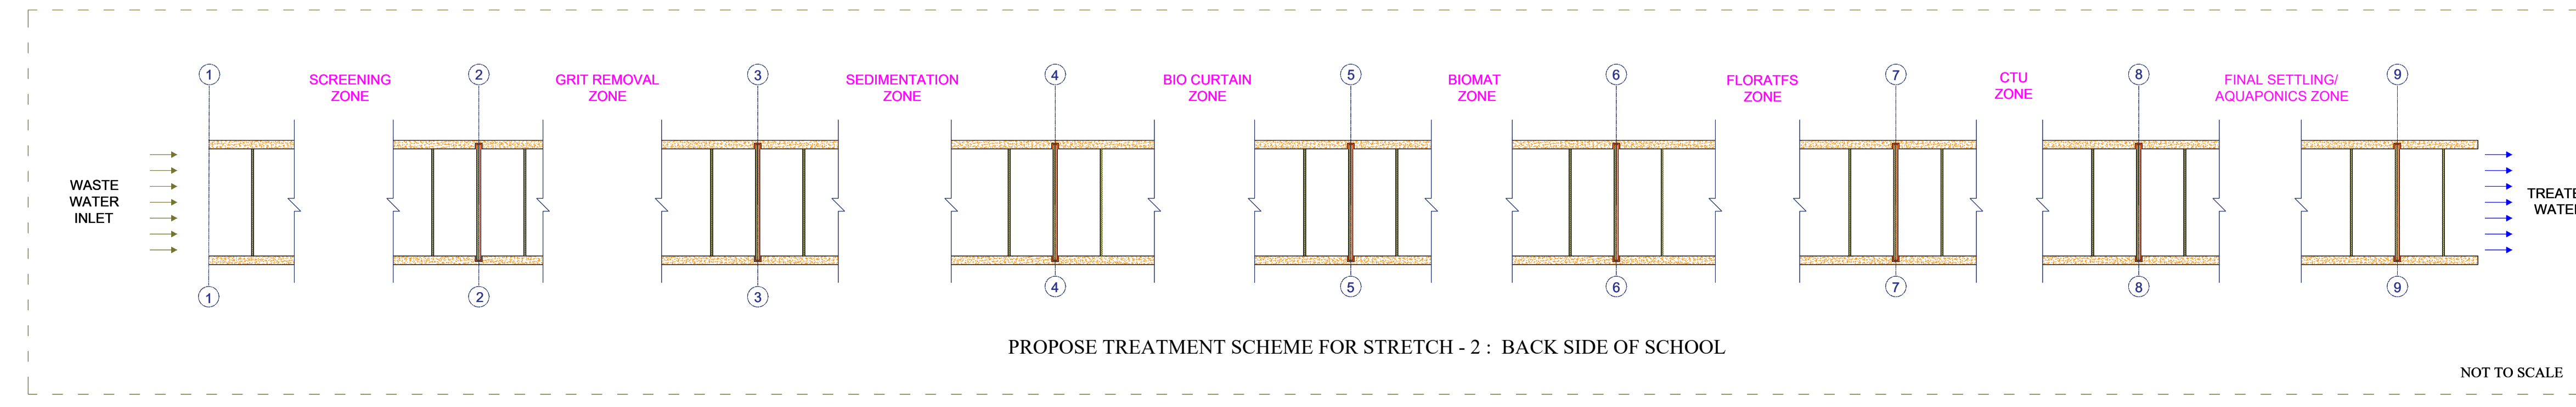 1
SCREENING
ZONE
2
GRIT REMOVAL
ZONE
3
SEDIMENTATION
ZONE
4
BIO CURTAIN
ZONE
5
BIOMAT
ZONE
6
FLORATFS
ZONE
7
CTU
ZONE
8
FINAL SETTLING/
AQUAPONICS ZONE
9
WASTE
WATER
INLET
TREATE
WATE
1
2
3
4
5
6
7
8
9
PROPOSE TREATMENT SCHEME FOR STRETCH - 2 : BACK SIDE OF SCHOOL
NOT TO SCALE